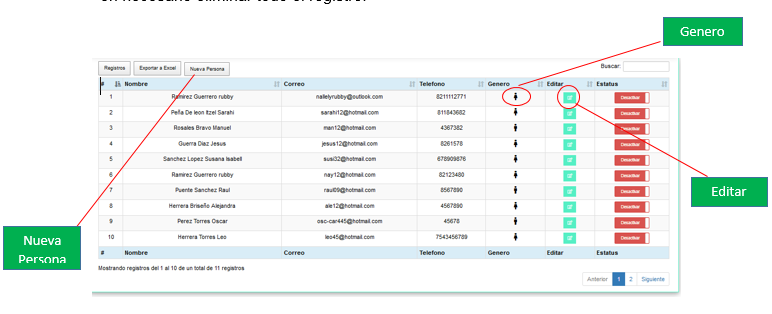 en necesario eliminar todo el registro.
Genero
Registros Exportar a Excel Nueva Persona Buscar:
# Nombre Correo Telefono Genero Editar Estatus
1 Ramirez Guerrero rubby nallelyrubby@outlook.com 8211112771 Desactivar
2 Peña De leon Itzel Sarahi sarahi12@hotmail.com 811843682 Desactivar
3 Rosales Bravo Manuel man12@hotmail.com 4367382 Desactivar
4 Guerra Diaz Jesus jesus12@gmail.com 8261578 Desactivar
5 Sanchez Lopez Susana Isabell susi32@hotmail.com 678909876 Desactivar
6 Ramirez Guerrero rubby nay12@hotmail.com 82123480 Desactivar
7 Puente Sanchez Raul raul09@hotmail.com 8567890 Desactivar
8 Herrera Briseño Alejandra ale12@hotmail.com 4567890 Desactivar
9 Perez Torres Oscar osc-car445@hotmail.com 45678 Desactivar
10 Herrera Torres Leo leo45@hotmail.com 7543456789 Desactivar
# Nombre Correo Telefono Genero Editar Estatus
Mostrando registros del 1 al 10 de un total de 11 registros
Anterior 1 2 Siguiente
Editar
Nueva
Persona